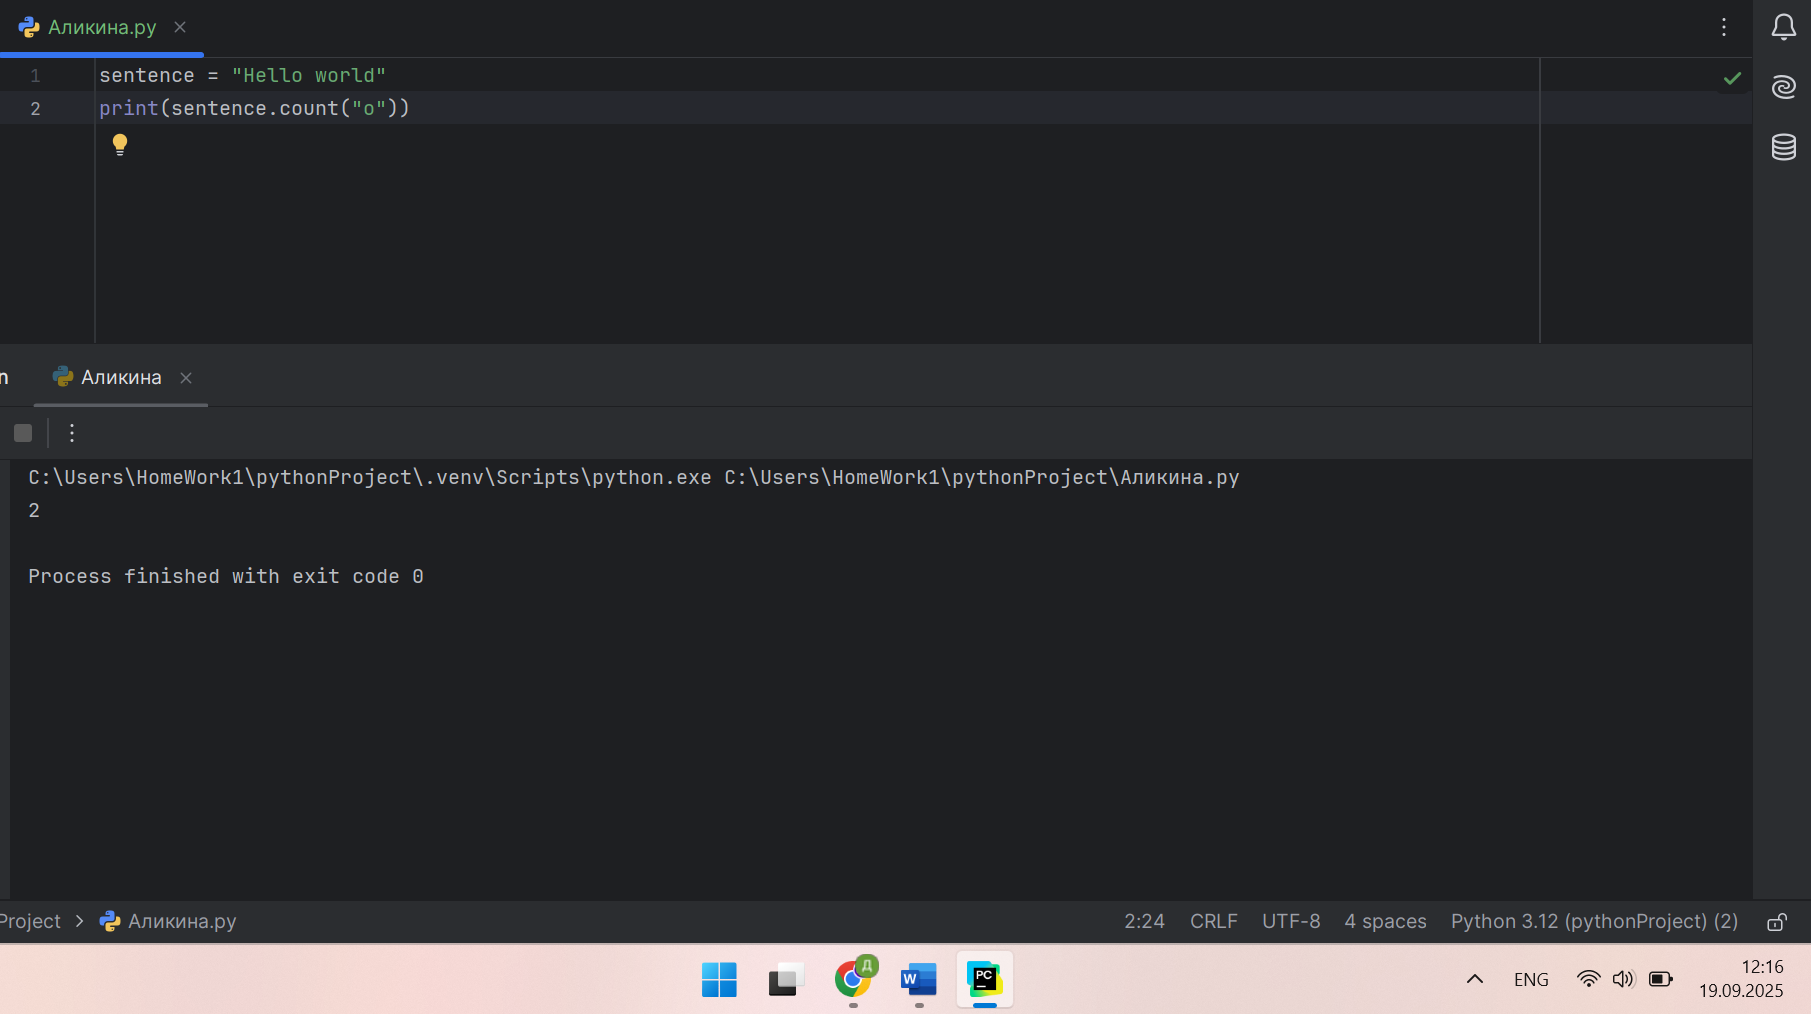 Аликина.py
1 sentence = "Hello world"
2 print(sentence.count("o"))
n Аликина
C:\Users\HomeWork1\pythonProject\.venv\Scripts\python.exe C:\Users\HomeWork1\pythonProject\Аликина.py
2
Process finished with exit code 0
Project > Аликина.py 2:24 CRLF UTF-8 4 spaces Python 3.12 (pythonProject) (2)
Д W PC ENG 12:16
19.09.2025